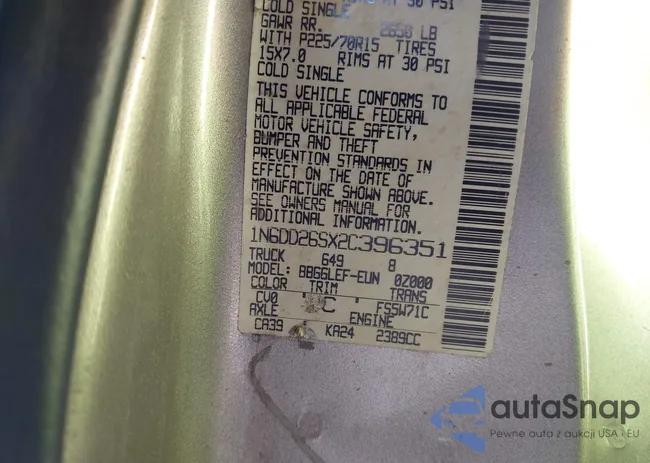 AT 30 PSI
COLD SINGLE
GAWR RR. 2650 LB
WITH P225/70R15 TIRES
15X7.0 RIMS AT 30 PSI
COLD SINGLE
THIS VEHICLE CONFORMS TO
ALL APPLICABLE FEDERAL
MOTOR VEHICLE SAFETY,
BUMPER AND THEFT
PREVENTION STANDARDS IN
EFFECT ON THE DATE OF
MANUFACTURE SHOWN ABOVE.
SEE OWNERS MANUAL FOR
ADDITIONAL INFORMATION.
1N6DD26SX2C396351
TRUCK 649 8
MODEL: BBGGLEF-EUN 0Z000
COLOR TRIM TRANS
CV0 C FS5W71C
AXLE ENGINE
CA39 KA24 2389CC
autaSnap
Pewne auta z aukcji USA i EU